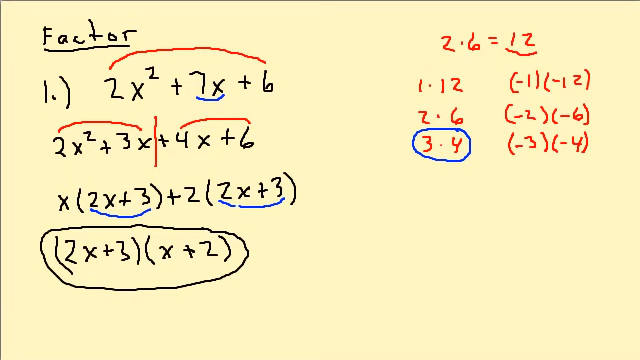 Factor
1.) 2x² + 7x + 6
2x² + 3x + 4x + 6
x(2x+3) + 2(2x+3)
(2x+3)(x+2)
2·6 = 12
1·12 (-1)(-12)
2·6 (-2)(-6)
3·4 (-3)(-4)